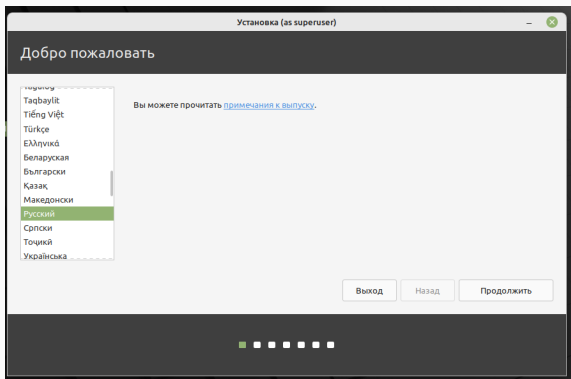 Установка (as superuser)
Добро пожаловать
Tagalog
Taqbaylit
Tiếng Việt
Türkçe
Ελληνικά
Беларуская
Български
Қазақ
Македонски
Русский
Српски
Тоҷикӣ
Українська
Вы можете прочитать примечания к выпуску.
Выход
Назад
Продолжить